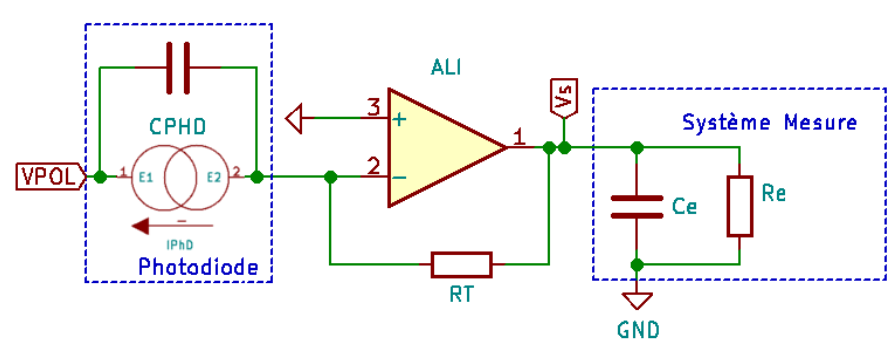 ALI
Vs
CPHD
3
+
1
Système Mesure
VPOL
1
E1
E2
2
2
−
Ce
Re
−
IPhD
Photodiode
RT
GND